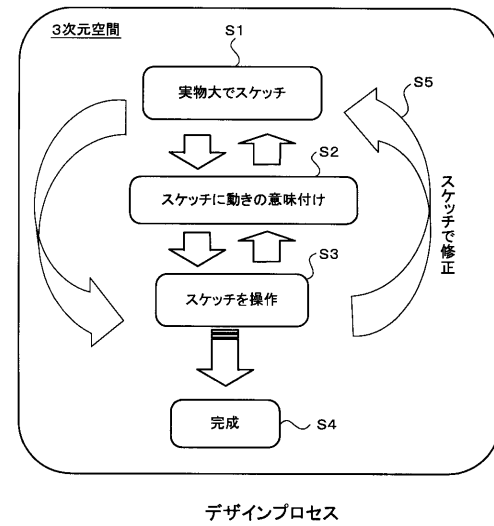 3次元空間
S1
実物大でスケッチ
S5
S2
スケッチに動きの意味付け
スケッチで修正
S3
スケッチを操作
完成
S4
デザインプロセス